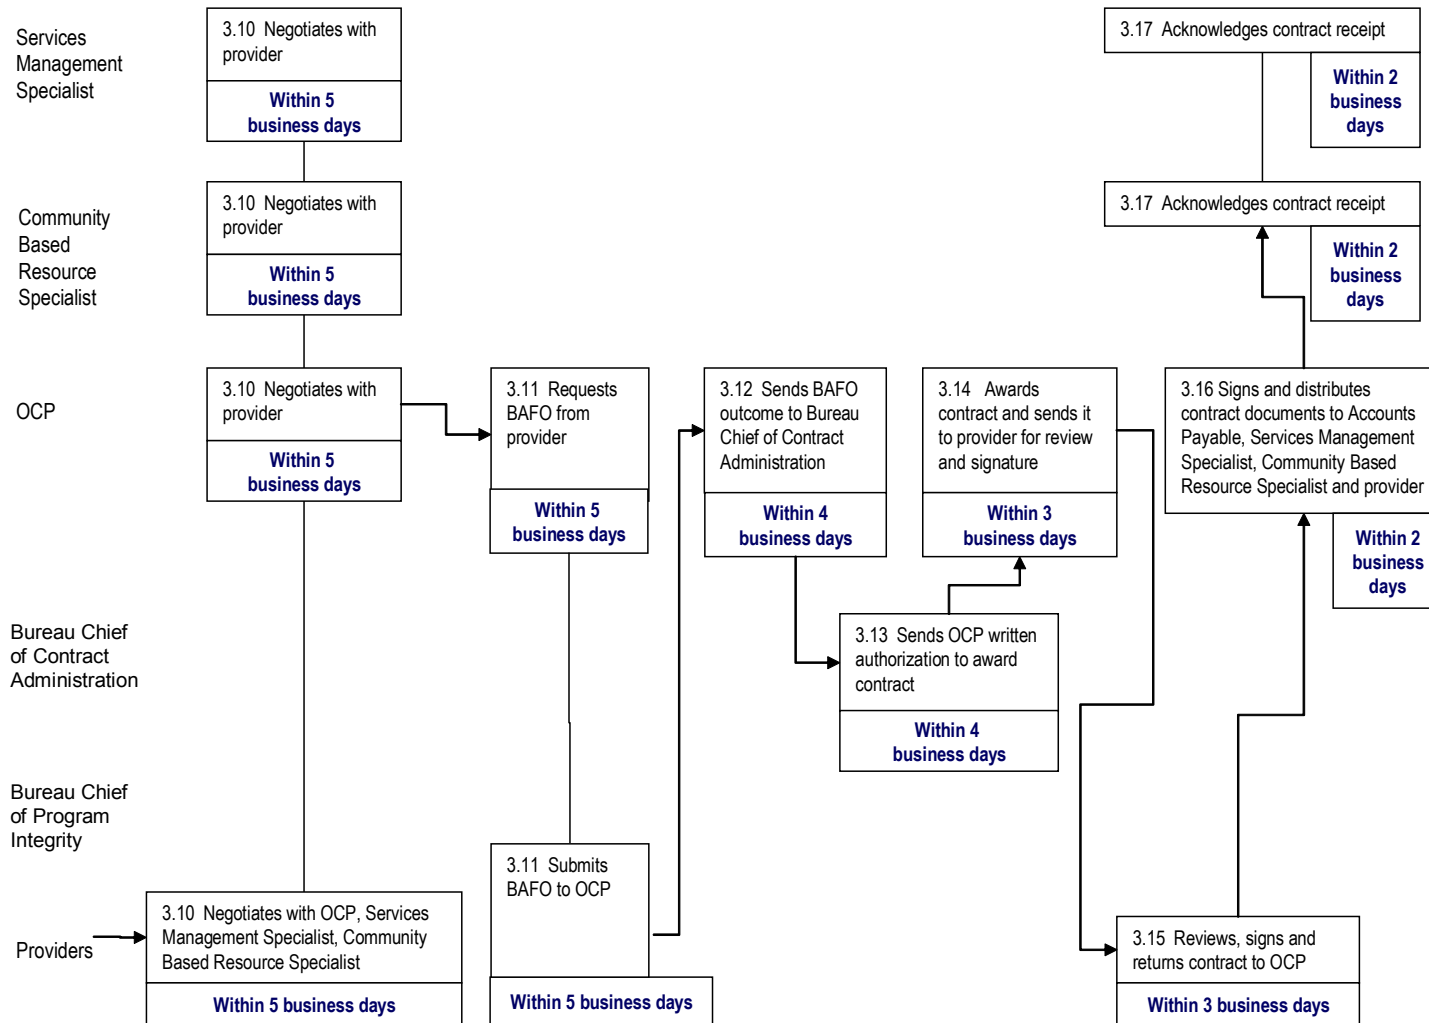 Services
Management
Specialist
3.10 Negotiates with
provider
Within 5
business days
3.17 Acknowledges contract receipt
Within 2
business
days
Community
Based
Resource
Specialist
3.10 Negotiates with
provider
Within 5
business days
3.17 Acknowledges contract receipt
Within 2
business
days
OCP
3.10 Negotiates with
provider
Within 5
business days
3.11 Requests
BAFO from
provider
Within 5
business days
3.12 Sends BAFO
outcome to Bureau
Chief of Contract
Administration
Within 4
business days
3.14 Awards
contract and sends it
to provider for review
and signature
Within 3
business days
3.16 Signs and distributes
contract documents to Accounts
Payable, Services Management
Specialist, Community Based
Resource Specialist and provider
Within 2
business
days
Bureau Chief
of Contract
Administration
3.13 Sends OCP written
authorization to award
contract
Within 4
business days
Bureau Chief
of Program
Integrity
Providers
3.10 Negotiates with OCP, Services
Management Specialist, Community
Based Resource Specialist
Within 5 business days
3.11 Submits
BAFO to OCP
Within 5 business days
3.15 Reviews, signs and
returns contract to OCP
Within 3 business days